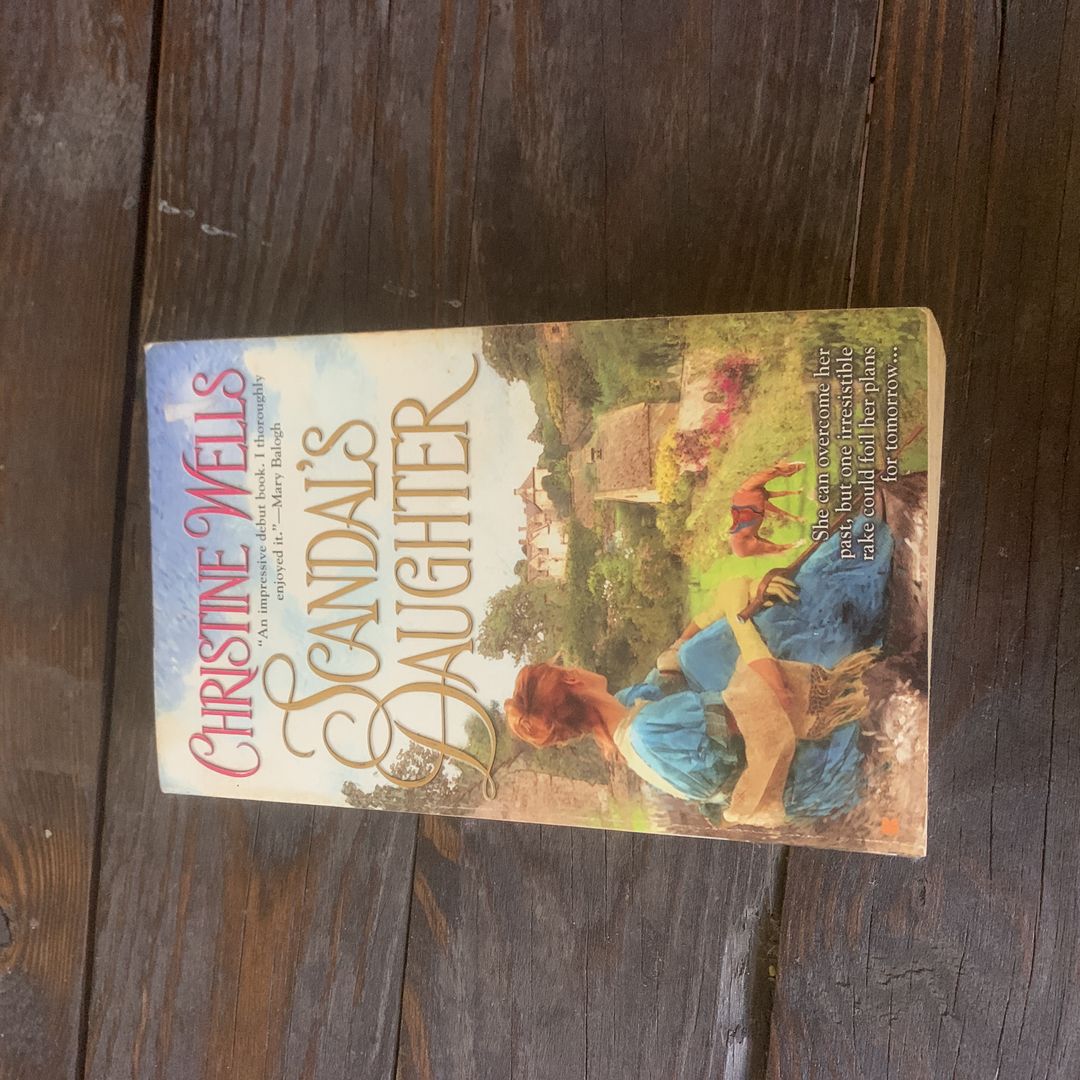 CHRISTINE WELLS
"An impressive debut book. I thoroughly
enjoyed it."—Mary Balogh
SCANDAL'S
DAUGHTER
She can overcome her
past, but one irresistible
rake could foil her plans
for tomorrow...